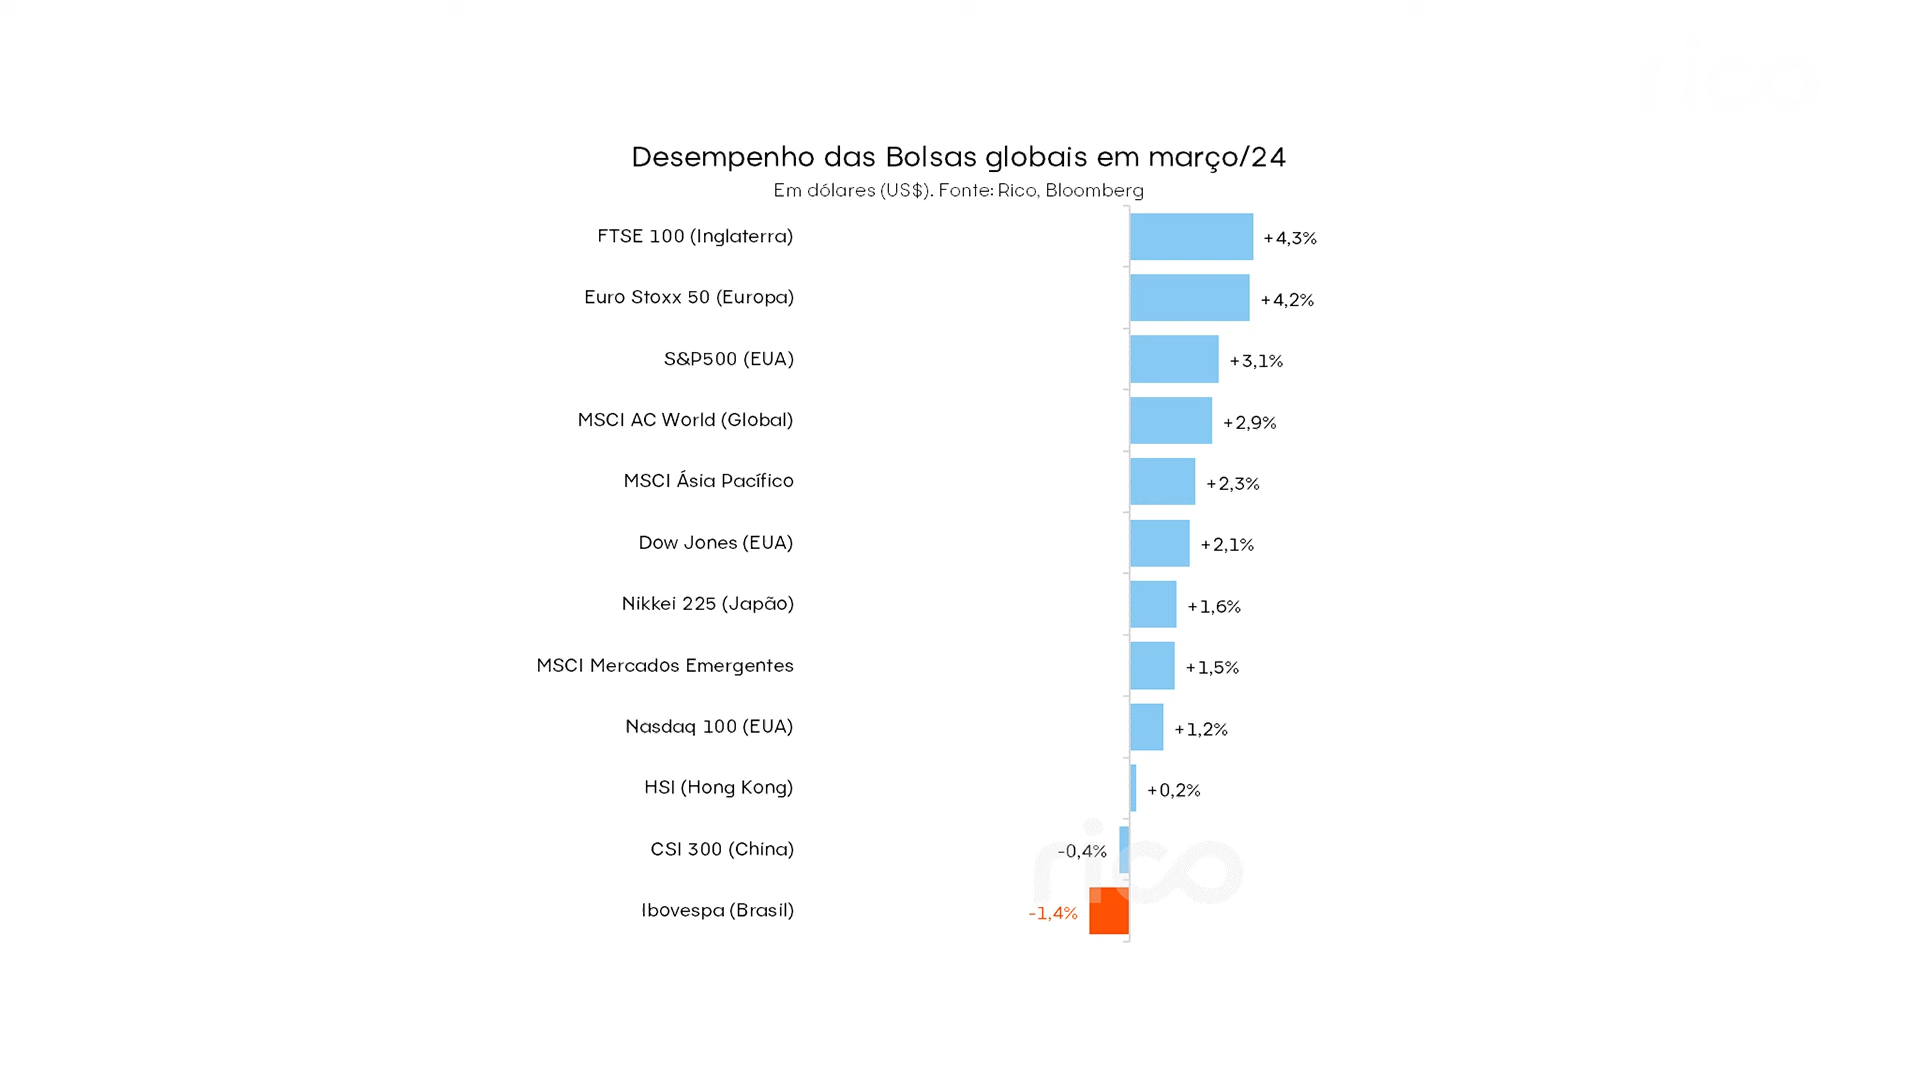 rico
Desempenho das Bolsas globais em março/24
Em dólares (US$). Fonte: Rico, Bloomberg
FTSE 100 (Inglaterra) +4,3%
Euro Stoxx 50 (Europa) +4,2%
S&P500 (EUA) +3,1%
MSCI AC World (Global) +2,9%
MSCI Ásia Pacífico +2,3%
Dow Jones (EUA) +2,1%
Nikkei 225 (Japão) +1,6%
MSCI Mercados Emergentes +1,5%
Nasdaq 100 (EUA) +1,2%
HSI (Hong Kong) +0,2%
CSI 300 (China) -0,4%
rico
Ibovespa (Brasil) -1,4%